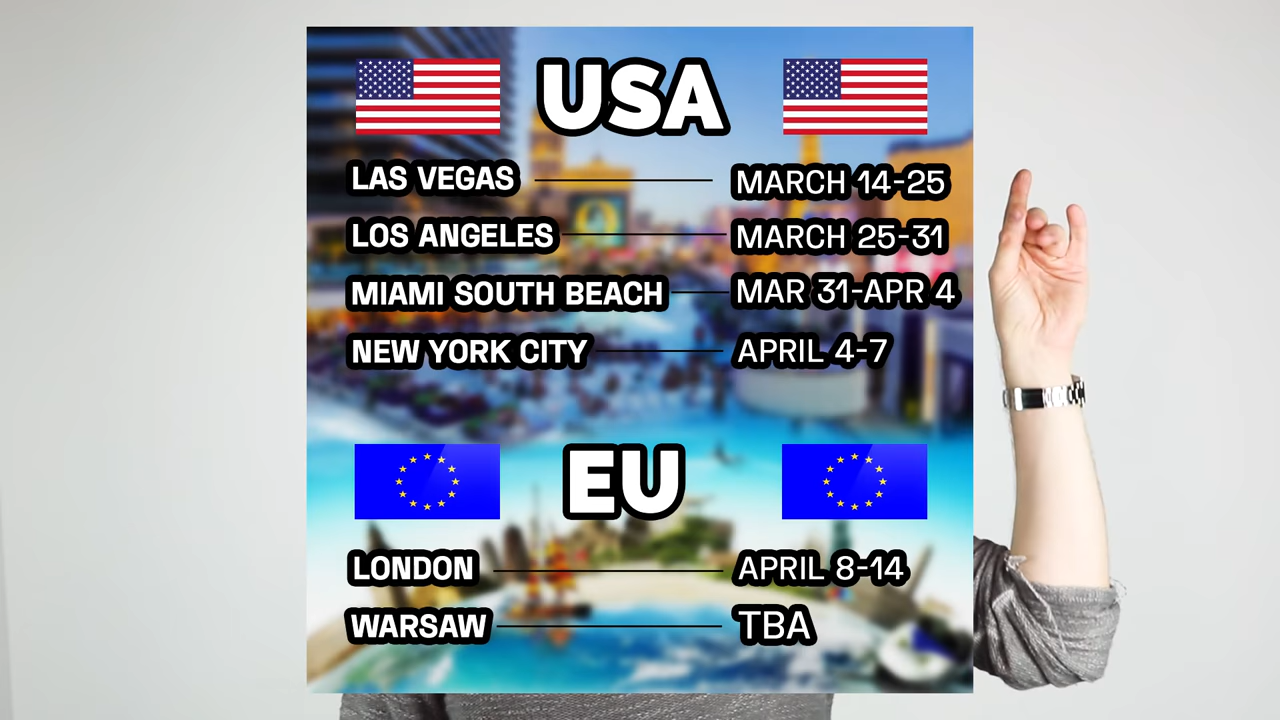 USA
LAS VEGAS MARCH 14-25
LOS ANGELES MARCH 25-31
MIAMI SOUTH BEACH MAR 31-APR 4
NEW YORK CITY APRIL 4-7
EU
LONDON APRIL 8-14
WARSAW TBA